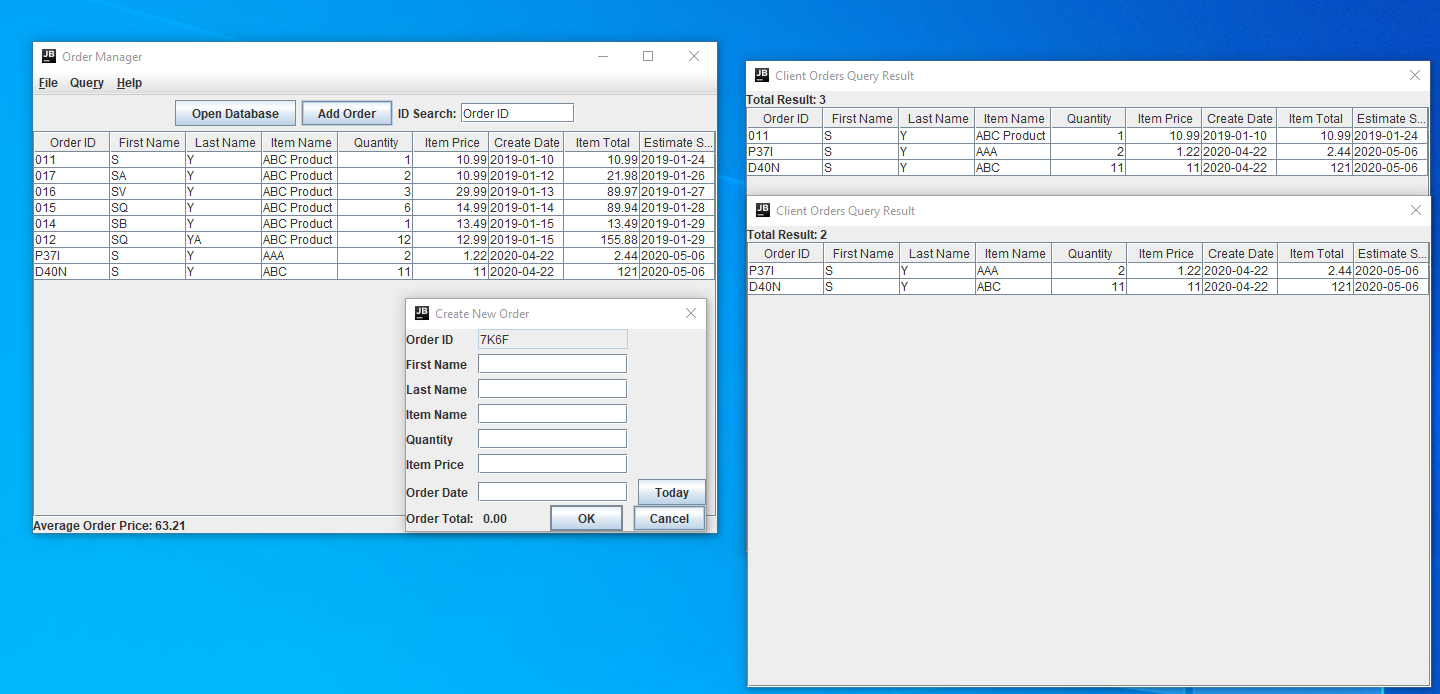 JB Order Manager
File Query Help
Open Database Add Order ID Search: Order ID
Order ID First Name Last Name Item Name Quantity Item Price Create Date Item Total Estimate S...
011 S Y ABC Product 1 10.99 2019-01-10 10.99 2019-01-24
017 SA Y ABC Product 2 10.99 2019-01-12 21.98 2019-01-26
016 SV Y ABC Product 3 29.99 2019-01-13 89.97 2019-01-27
015 SQ Y ABC Product 6 14.99 2019-01-14 89.94 2019-01-28
014 SB Y ABC Product 1 13.49 2019-01-15 13.49 2019-01-29
012 SQ YA ABC Product 12 12.99 2019-01-15 155.88 2019-01-29
P37I S Y AAA 2 1.22 2020-04-22 2.44 2020-05-06
D40N S Y ABC 11 11 2020-04-22 121 2020-05-06
Average Order Price: 63.21
JB Create New Order
Order ID 7K6F
First Name
Last Name
Item Name
Quantity
Item Price
Order Date Today
Order Total: 0.00 OK Cancel
JB Client Orders Query Result
Total Result: 3
Order ID First Name Last Name Item Name Quantity Item Price Create Date Item Total Estimate S...
011 S Y ABC Product 1 10.99 2019-01-10 10.99 2019-01-24
P37I S Y AAA 2 1.22 2020-04-22 2.44 2020-05-06
D40N S Y ABC 11 11 2020-04-22 121 2020-05-06
JB Client Orders Query Result
Total Result: 2
Order ID First Name Last Name Item Name Quantity Item Price Create Date Item Total Estimate S...
P37I S Y AAA 2 1.22 2020-04-22 2.44 2020-05-06
D40N S Y ABC 11 11 2020-04-22 121 2020-05-06